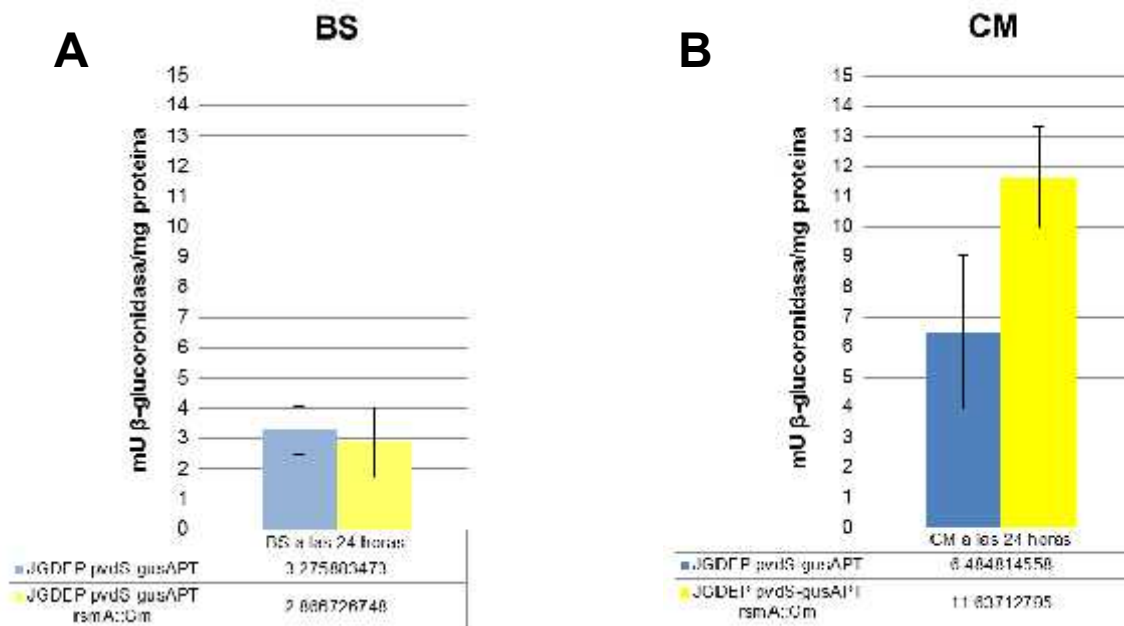 A
BS
mU β-glucoronidasa/mg proteina
15
14
13
12
11
10
9
8
7
6
5
4
3
2
1
0
BS a las 24 horas
JGDEP pvdS-gusAPT 3.275803473
JGDEP pvdS-gusAPT rsmA::Gm 2.866726748
B
CM
mU β-glucoronidasa/mg proteina
15
14
13
12
11
10
9
8
7
6
5
4
3
2
1
0
CM a las 24 horas
JGDEP pvdS-gusAPT 6.484814558
JGDEP pvdS-gusAPT rsmA::Gm 11.63712795